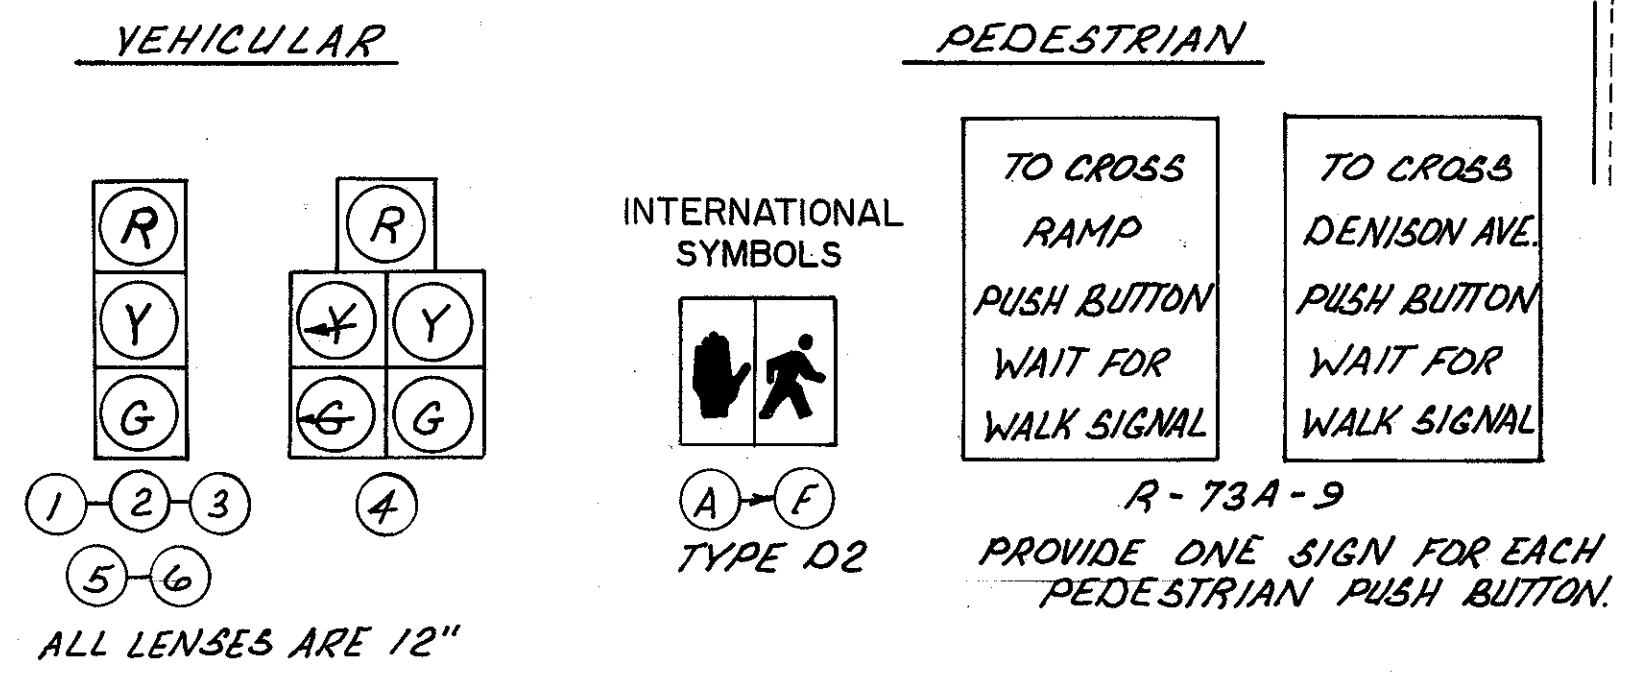 VEHICULAR
R
Y
G
1 - 2 - 3
5 - 6
R
Y Y
G G
4
ALL LENSES ARE 12"
PEDESTRIAN
INTERNATIONAL
SYMBOLS
A F
TYPE D2
TO CROSS
RAMP
PUSH BUTTON
WAIT FOR
WALK SIGNAL
TO CROSS
DENISON AVE.
PUSH BUTTON
WAIT FOR
WALK SIGNAL
R - 73A - 9
PROVIDE ONE SIGN FOR EACH
PEDESTRIAN PUSH BUTTON.